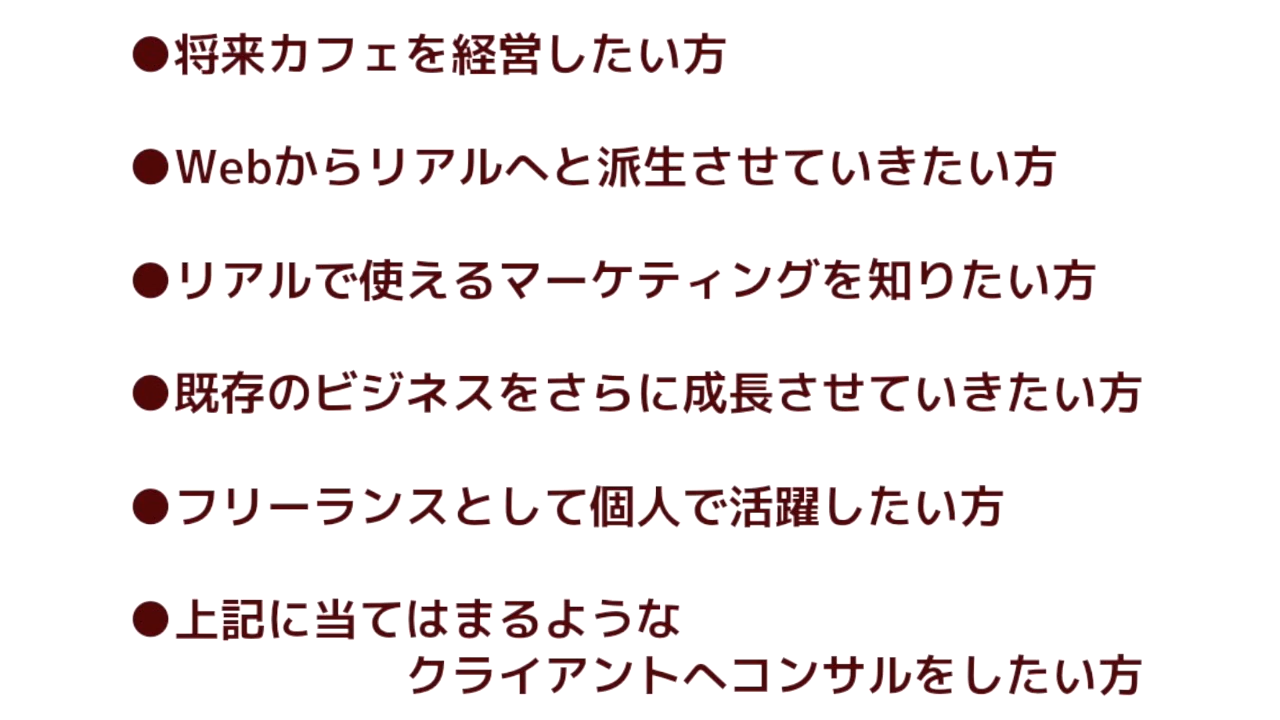 ●将来カフェを経営したい方
●Webからリアルへと派生させていきたい方
●リアルで使えるマーケティングを知りたい方
●既存のビジネスをさらに成長させていきたい方
●フリーランスとして個人で活躍したい方
●上記に当てはまるような
クライアントへコンサルをしたい方